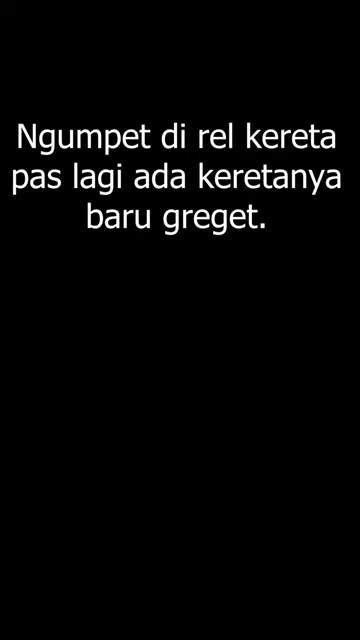 Ngumpet di rel kereta
pas lagi ada keretanya
baru greget.